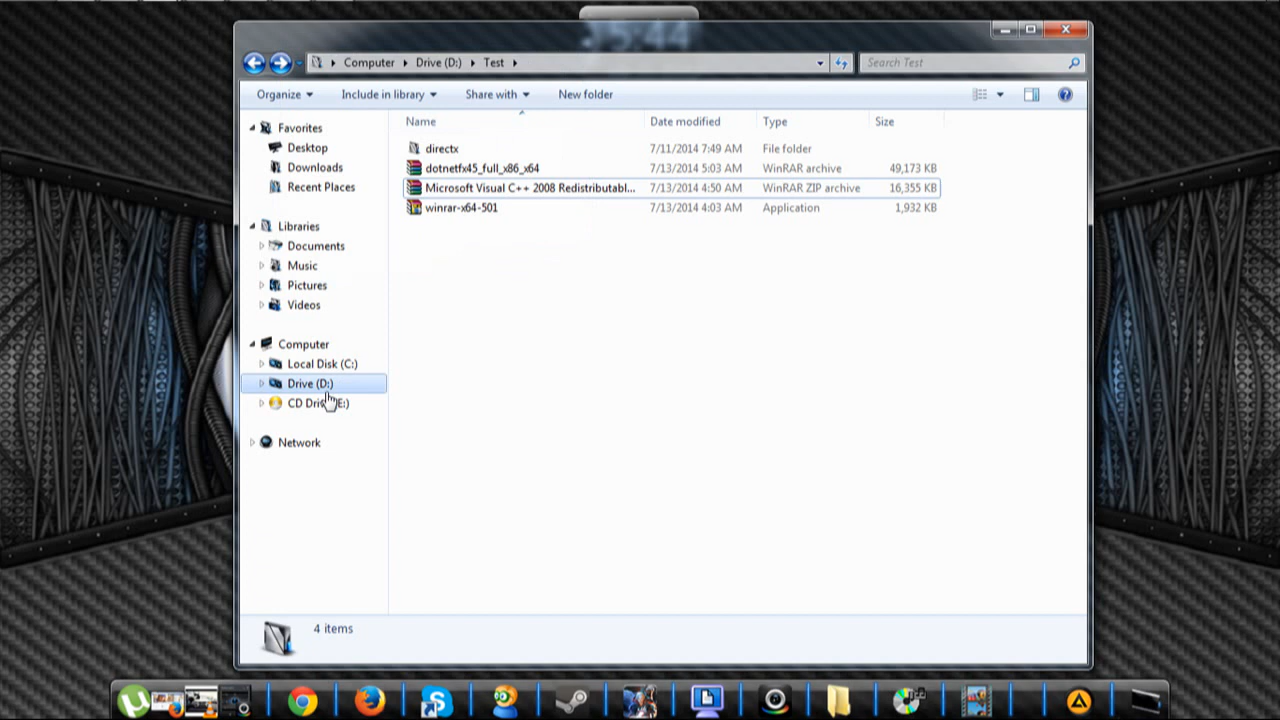 Computer Drive (D:) Test Search Test
Organize Include in library Share with New folder
Name Date modified Type Size
Favorites
Desktop
Downloads
Recent Places
Libraries
Documents
Music
Pictures
Videos
Computer
Local Disk (C:)
Drive (D:)
CD Drive (E:)
Network
directx 7/11/2014 7:49 AM File folder
dotnetfx45_full_x86_x64 7/13/2014 5:03 AM WinRAR archive 49,173 KB
Microsoft Visual C++ 2008 Redistributabl... 7/13/2014 4:50 AM WinRAR ZIP archive 16,355 KB
winrar-x64-501 7/13/2014 4:03 AM Application 1,932 KB
4 items